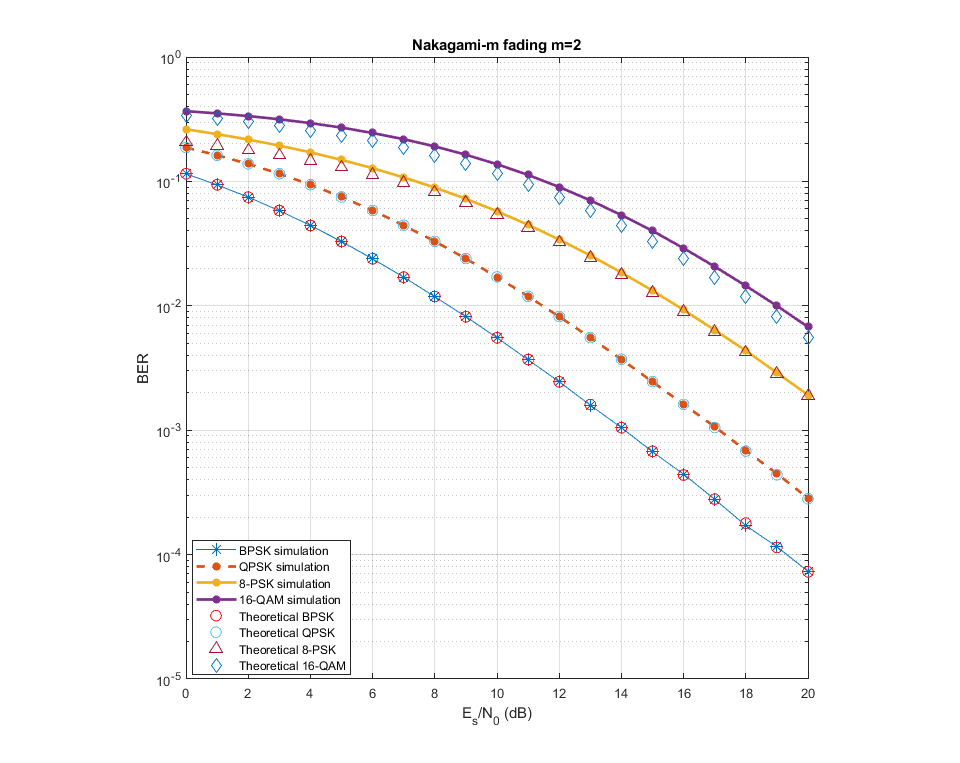 Nakagami-m fading m=2
10^0
10^-1
10^-2
10^-3
10^-4
10^-5
BER
BPSK simulation
QPSK simulation
8-PSK simulation
16-QAM simulation
Theoretical BPSK
Theoretical QPSK
Theoretical 8-PSK
Theoretical 16-QAM
0 2 4 6 8 10 12 14 16 18 20
E_s/N_0 (dB)